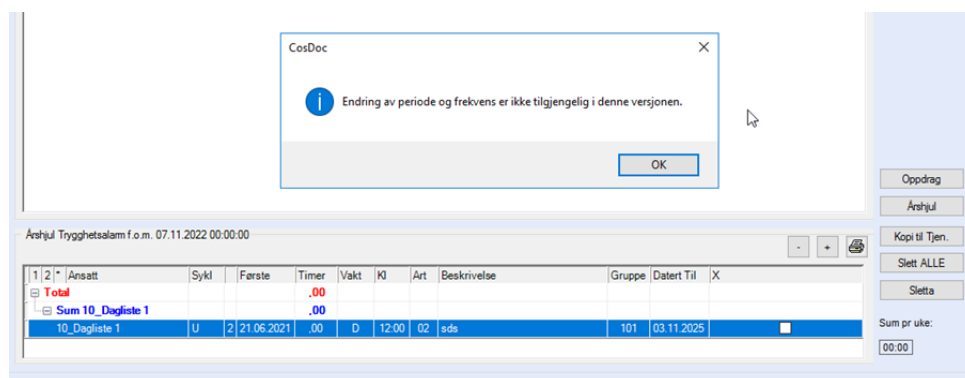 CosDoc
Endring av periode og frekvens er ikke tilgjengelig i denne versjonen.
OK
Oppdrag
Årshjul
Kopi til Tjen.
Slett ALLE
Sletta
Sum pr uke:
00:00
Årshjul Trygghetsalarm f.o.m. 07.11.2022 00:00:00
- +
1 2 * Ansatt Sykl Første Timer Vakt Kl Art Beskrivelse Gruppe Datert Til X
Total ,00
Sum 10_Dagliste 1 ,00
10_Dagliste 1 U 2 21.06.2021 ,00 D 12:00 02 sds 101 03.11.2025